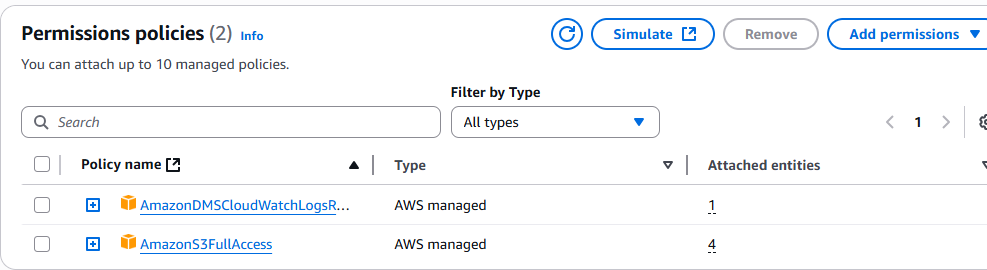 Permissions policies (2) Info
Simulate
Remove
Add permissions
You can attach up to 10 managed policies.
Filter by Type
Search
All types
1
Policy name
Type
Attached entities
AmazonDMSCloudWatchLogsR...
AWS managed
1
AmazonS3FullAccess
AWS managed
4